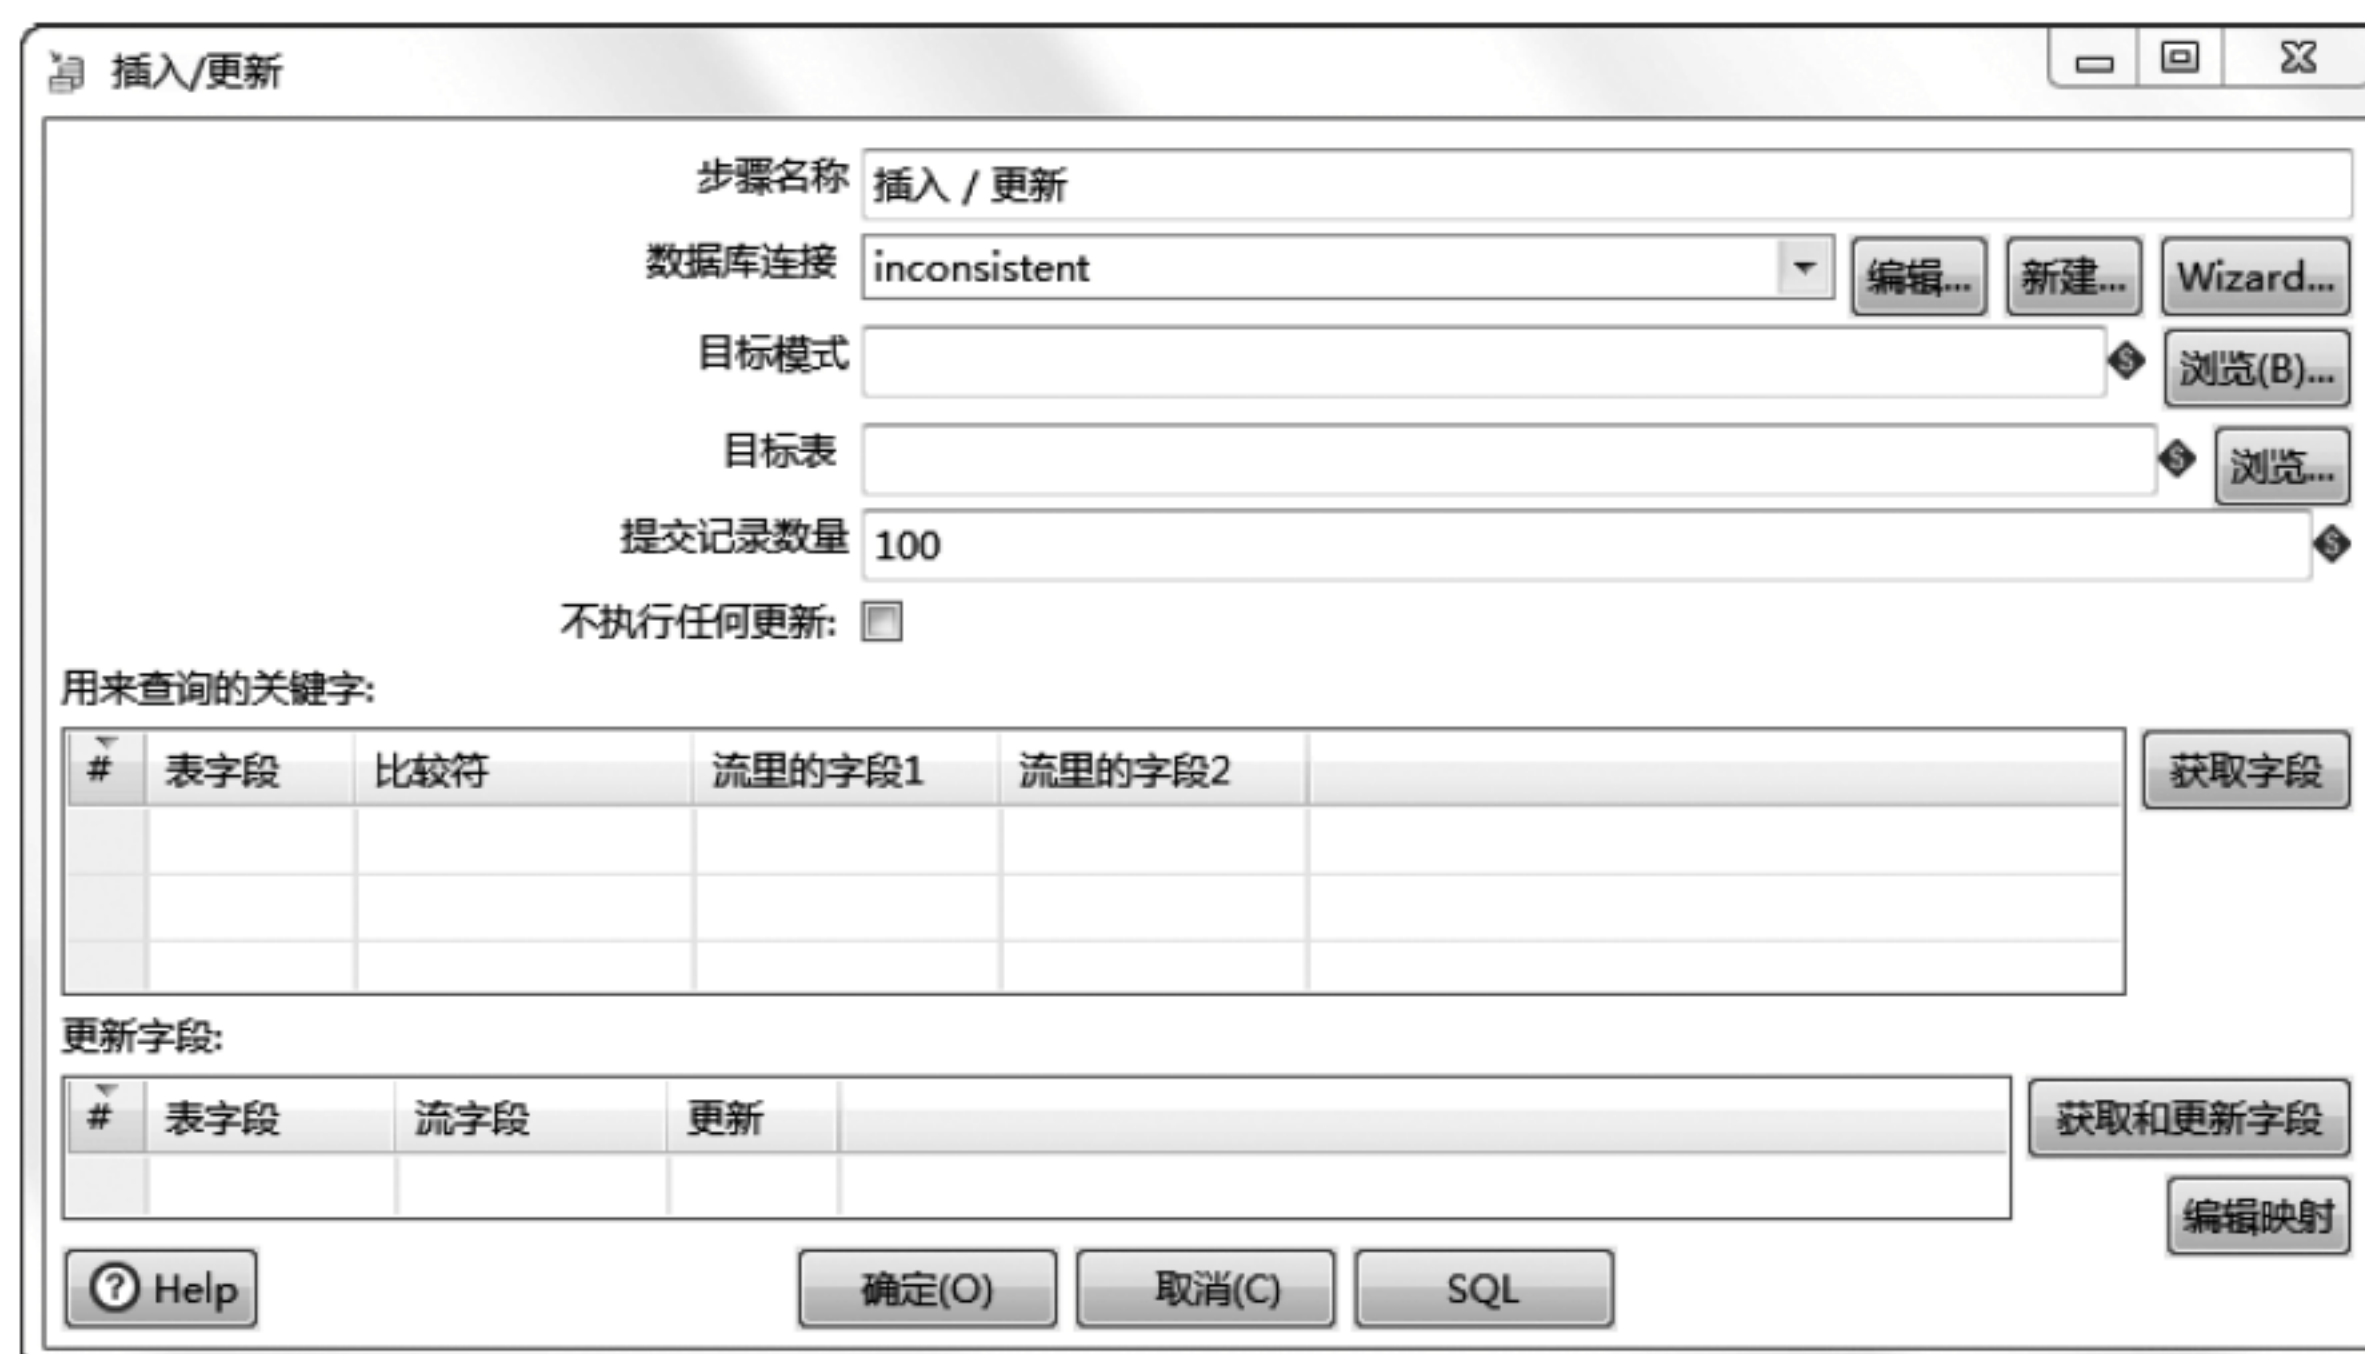 插入/更新
步骤名称 插入 / 更新
数据库连接 inconsistent 编辑... 新建... Wizard...
目标模式 浏览(B)...
目标表 浏览...
提交记录数量 100
不执行任何更新:
用来查询的关键字:
# 表字段 比较符 流里的字段1 流里的字段2 获取字段
更新字段:
# 表字段 流字段 更新 获取和更新字段
编辑映射
Help 确定(O) 取消(C) SQL